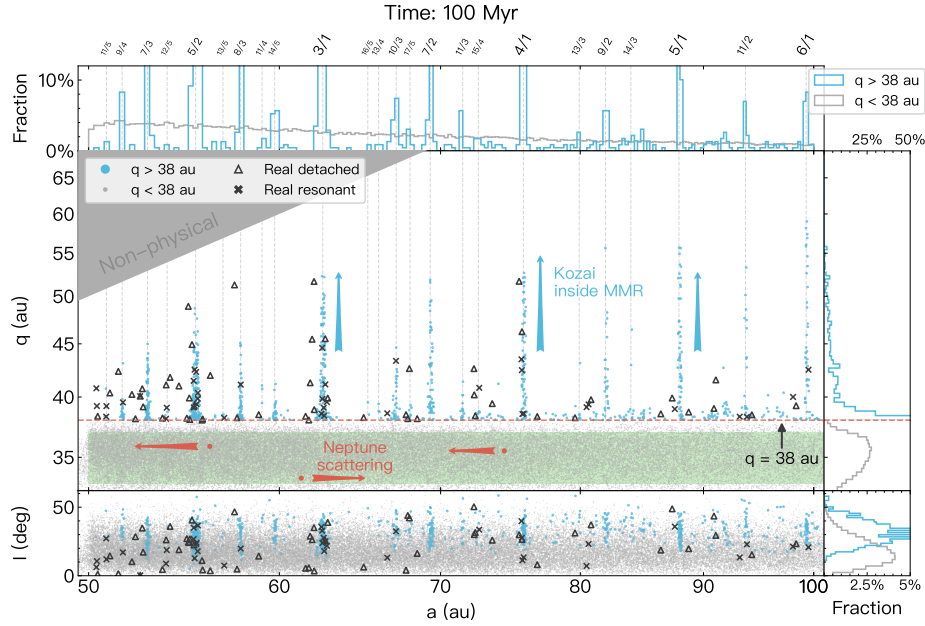 Time: 100 Myr
11/5 9/4 7/3 12/5 5/2 13/5 8/3 11/4 14/5 3/1 16/5 13/4 10/3 17/5 7/2 11/3 15/4 4/1 13/3 9/2 14/3 5/1 11/2 6/1
10%
0%
Fraction
q > 38 au
q < 38 au
25% 50%
q > 38 au
q < 38 au
Real detached
Real resonant
Non-physical
65
60
55
50
45
40
35
q (au)
Kozai
inside MMR
Neptune
scattering
q = 38 au
50
0
I (deg)
50 60 70 80 90 100
a (au)
2.5% 5%
Fraction